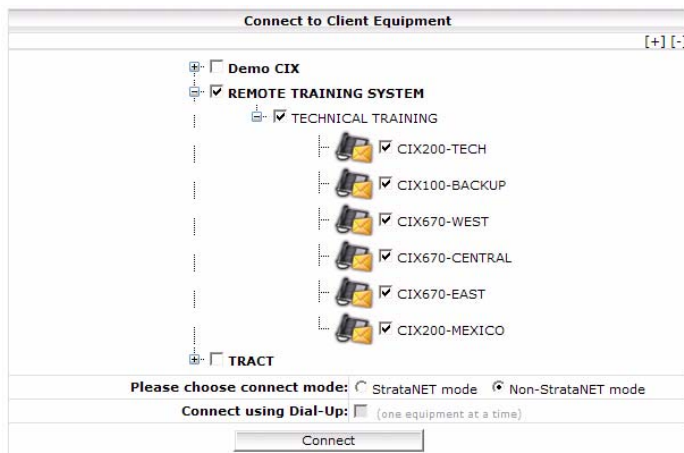 Connect to Client Equipment
[+] [-]
Demo CIX
REMOTE TRAINING SYSTEM
TECHNICAL TRAINING
CIX200-TECH
CIX100-BACKUP
CIX670-WEST
CIX670-CENTRAL
CIX670-EAST
CIX200-MEXICO
TRACT
Please choose connect mode: StrataNET mode Non-StrataNET mode
Connect using Dial-Up: (one equipment at a time)
Connect